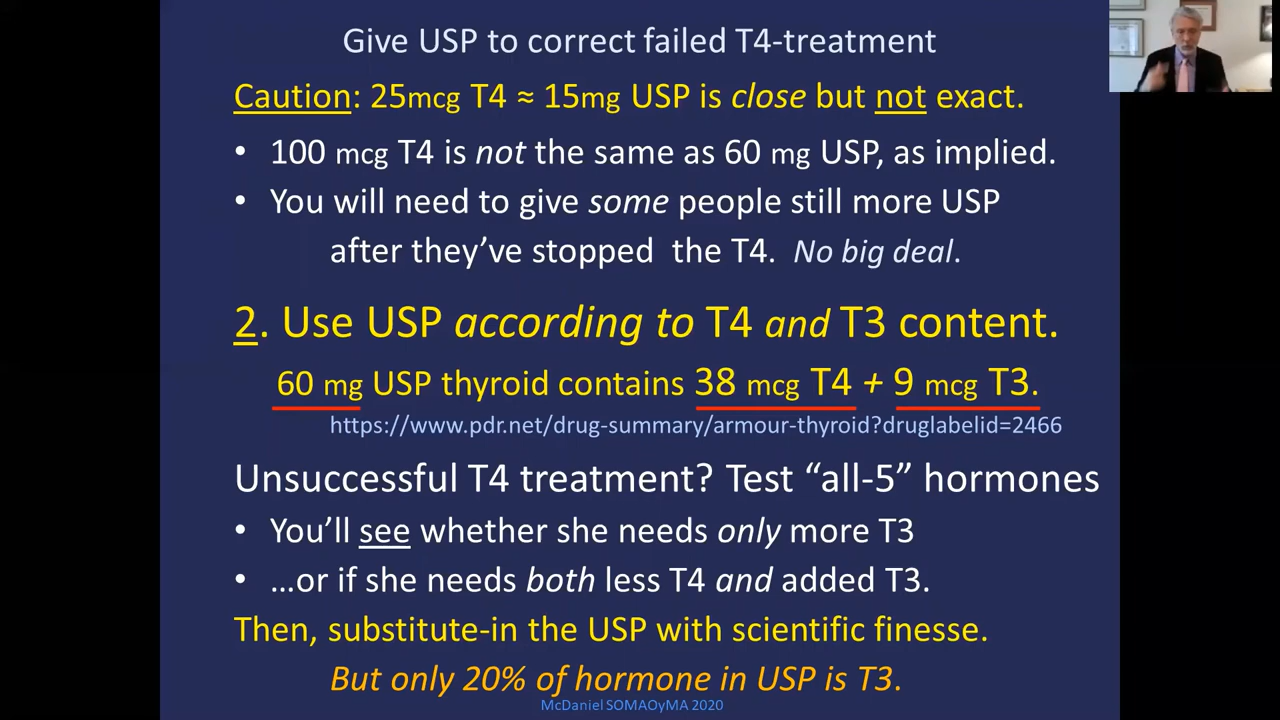 Give USP to correct failed T4-treatment
Caution: 25mcg T4 ≈ 15mg USP is close but not exact.
• 100 mcg T4 is not the same as 60 mg USP, as implied.
• You will need to give some people still more USP
after they’ve stopped the T4. No big deal.
2. Use USP according to T4 and T3 content.
60 mg USP thyroid contains 38 mcg T4 + 9 mcg T3.
https://www.pdr.net/drug-summary/armour-thyroid?druglabelid=2466
Unsuccessful T4 treatment? Test “all-5” hormones
• You’ll see whether she needs only more T3
• …or if she needs both less T4 and added T3.
Then, substitute-in the USP with scientific finesse.
But only 20% of hormone in USP is T3.
McDaniel SOMAOyMA 2020